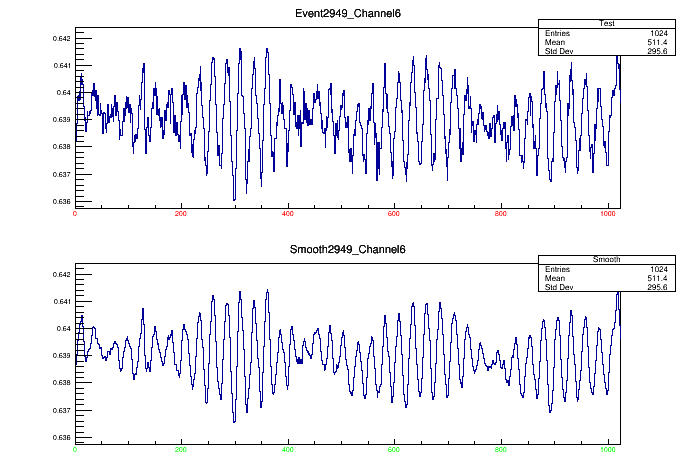 Event2949_Channel6
Test
Entries 1024
Mean 511.4
Std Dev 295.6
0.642
0.641
0.64
0.639
0.638
0.637
0.636
0 200 400 600 800 1000
Smooth2949_Channel6
Smooth
Entries 1024
Mean 511.4
Std Dev 295.6
0.642
0.641
0.64
0.639
0.638
0.637
0.636
0 200 400 600 800 1000